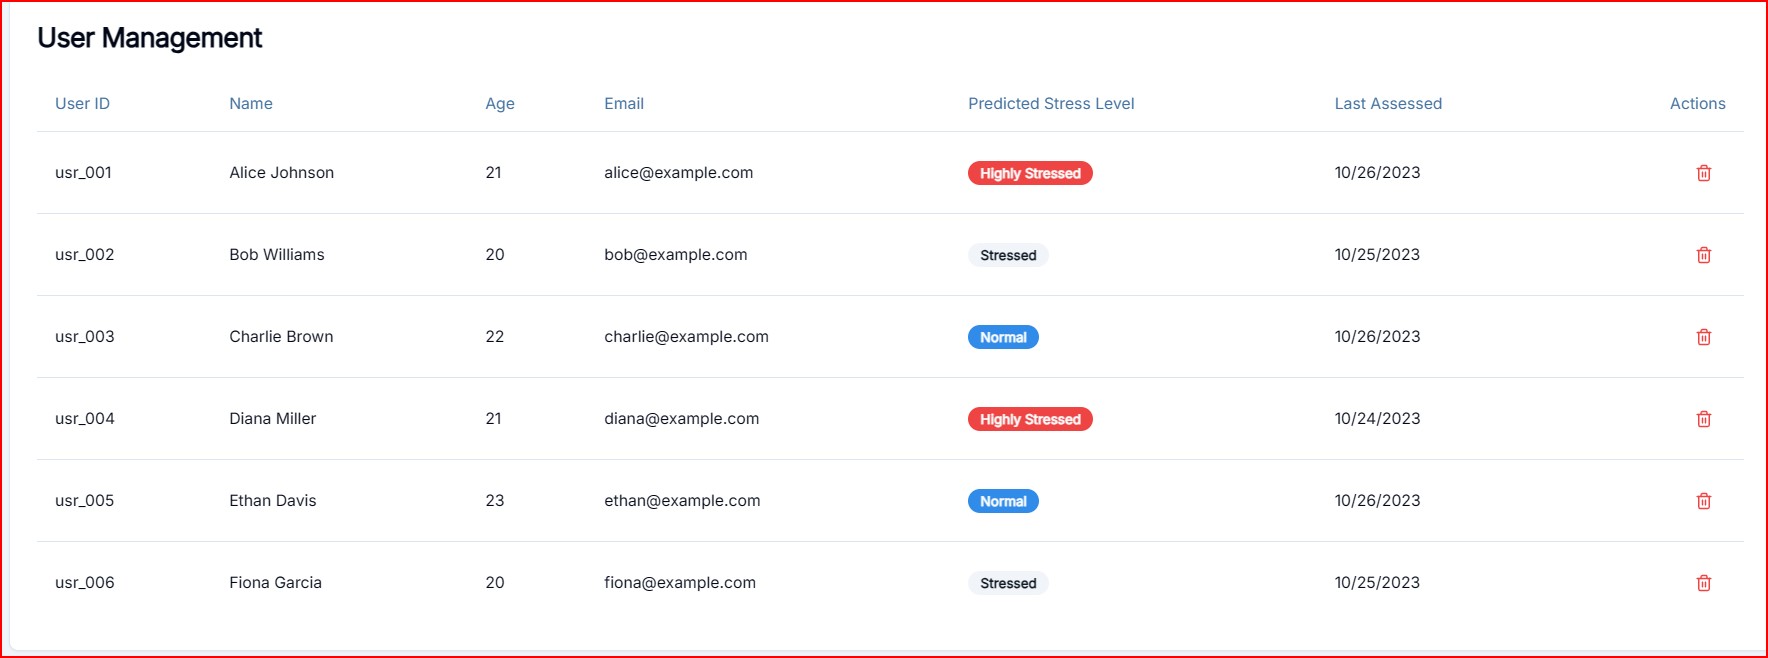 User Management
User ID Name Age Email Predicted Stress Level Last Assessed Actions
usr_001 Alice Johnson 21 alice@example.com Highly Stressed 10/26/2023
usr_002 Bob Williams 20 bob@example.com Stressed 10/25/2023
usr_003 Charlie Brown 22 charlie@example.com Normal 10/26/2023
usr_004 Diana Miller 21 diana@example.com Highly Stressed 10/24/2023
usr_005 Ethan Davis 23 ethan@example.com Normal 10/26/2023
usr_006 Fiona Garcia 20 fiona@example.com Stressed 10/25/2023